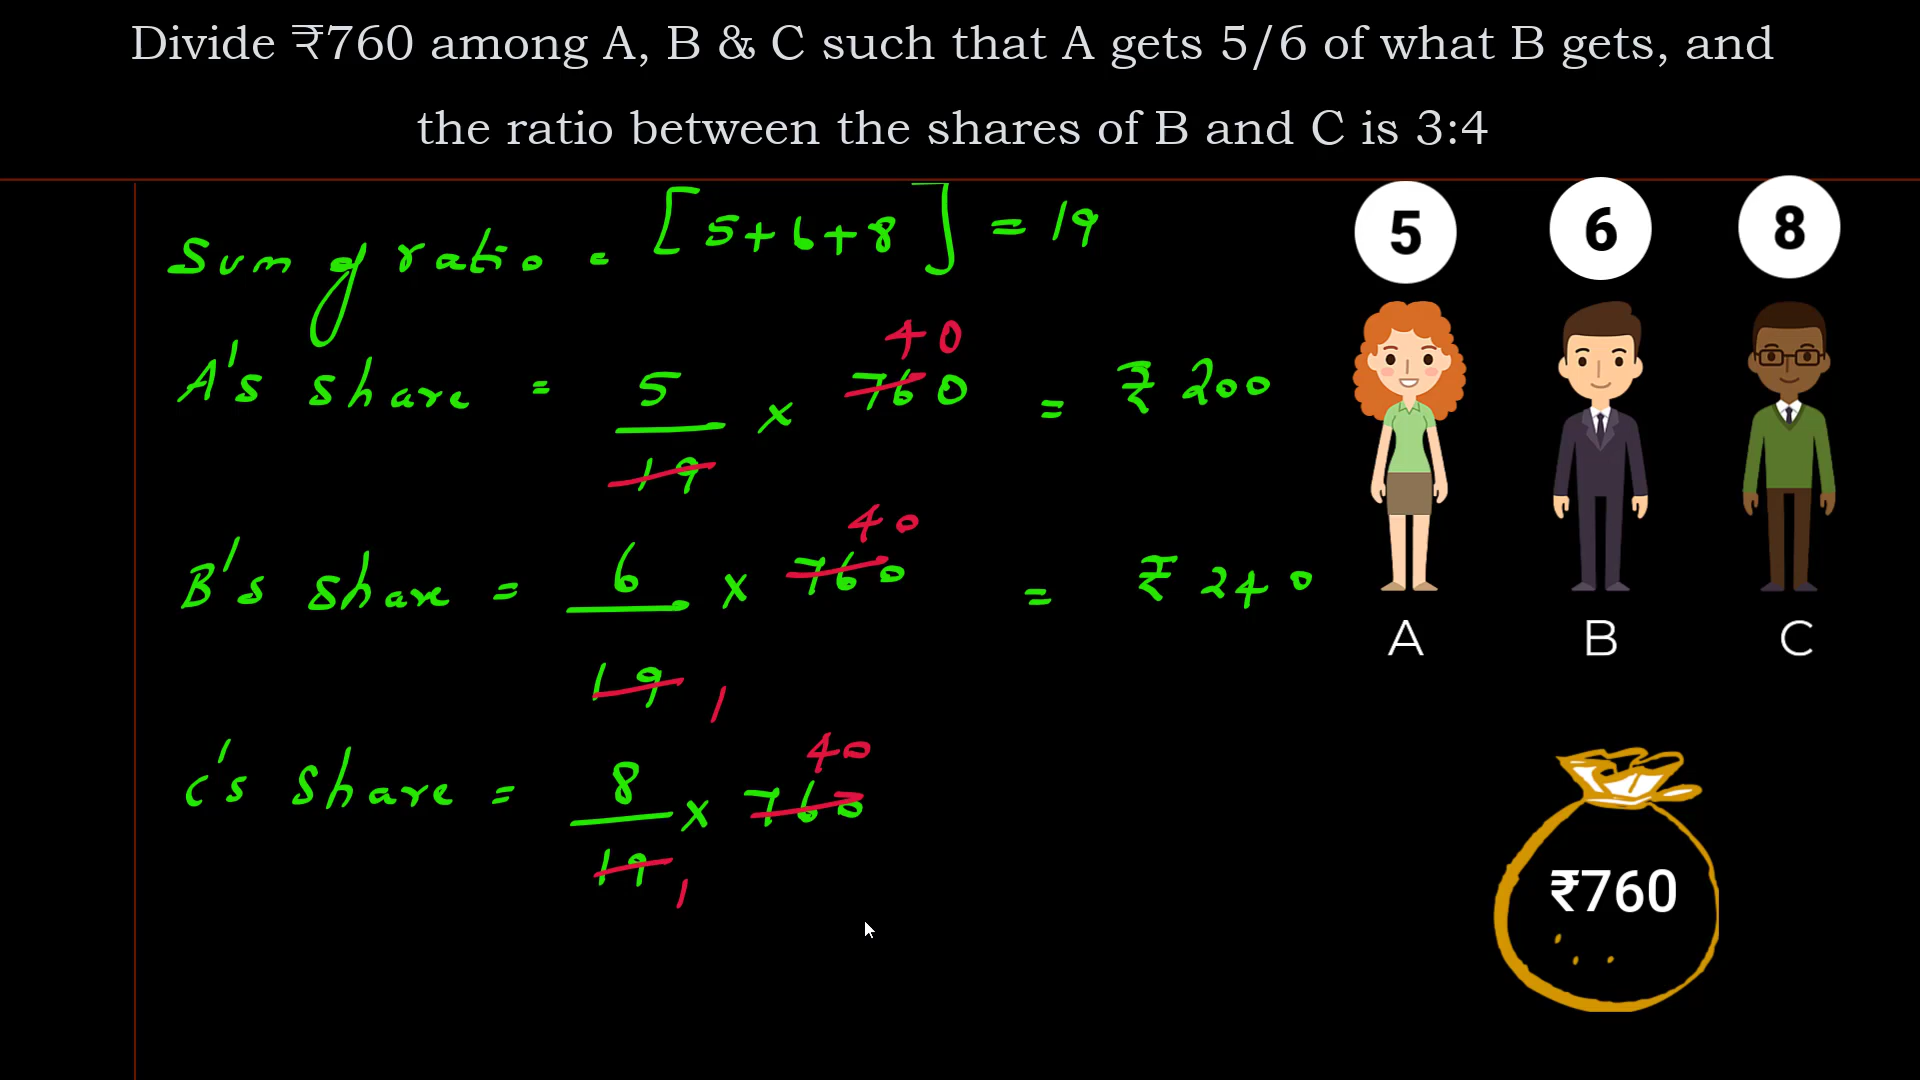 Divide ₹760 among A, B & C such that A gets 5/6 of what B gets, and
the ratio between the shares of B and C is 3:4
Sum of ratio = [5+6+8] = 19
5 6 8
40
A's share = 5 × 760 = ₹ 200
19
40
B's share = 6 × 760 = ₹ 240
A B C
19 1
40
C's share = 8 × 760
19 1
₹760